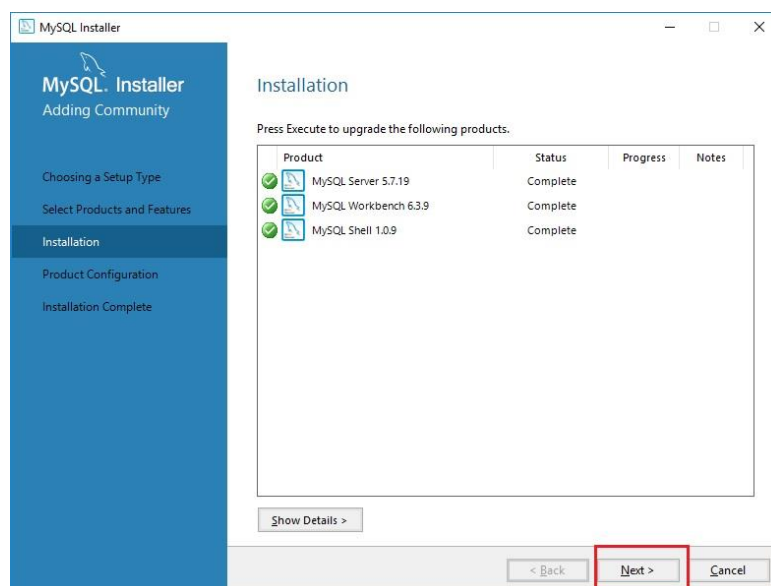 MySQL Installer
MySQL. Installer
Adding Community
Choosing a Setup Type
Select Products and Features
Installation
Product Configuration
Installation Complete
Installation
Press Execute to upgrade the following products.
Product Status Progress Notes
MySQL Server 5.7.19 Complete
MySQL Workbench 6.3.9 Complete
MySQL Shell 1.0.9 Complete
Show Details >
< Back Next > Cancel